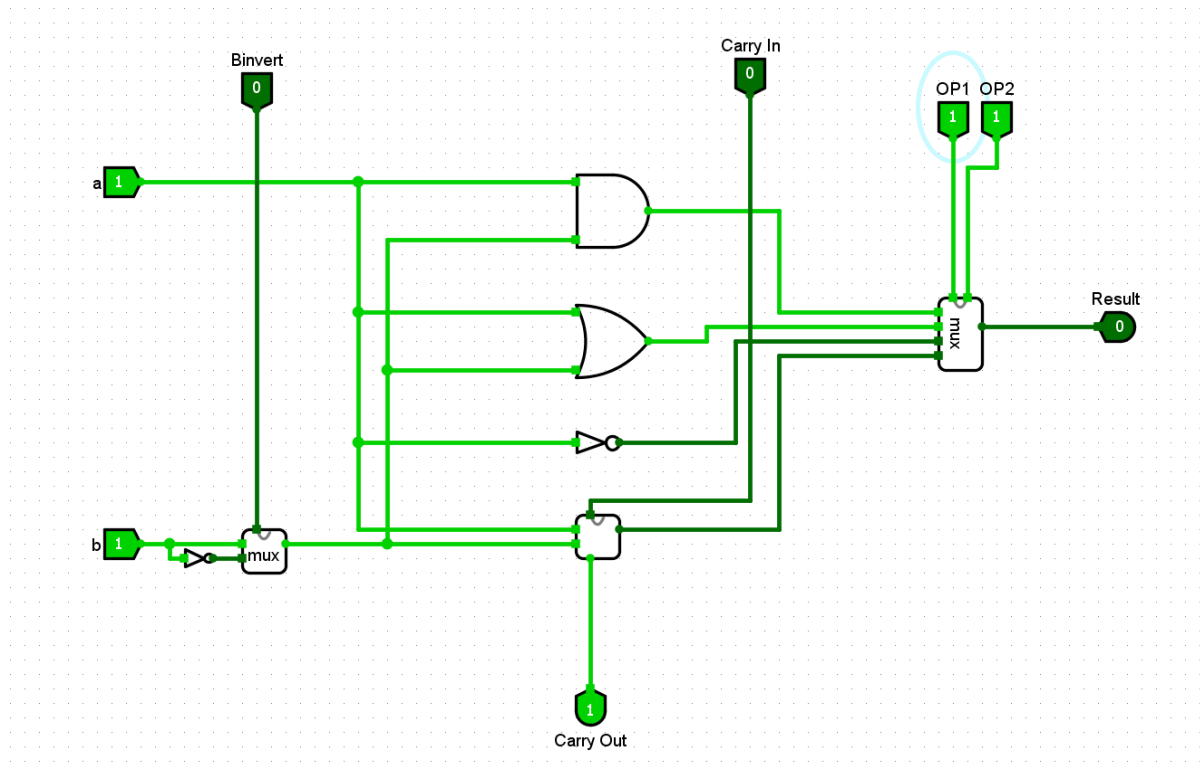 Carry In
0
Binvert
0
OP1 OP2
1 1
a 1
Result
mux
0
b 1
mux
1
Carry Out